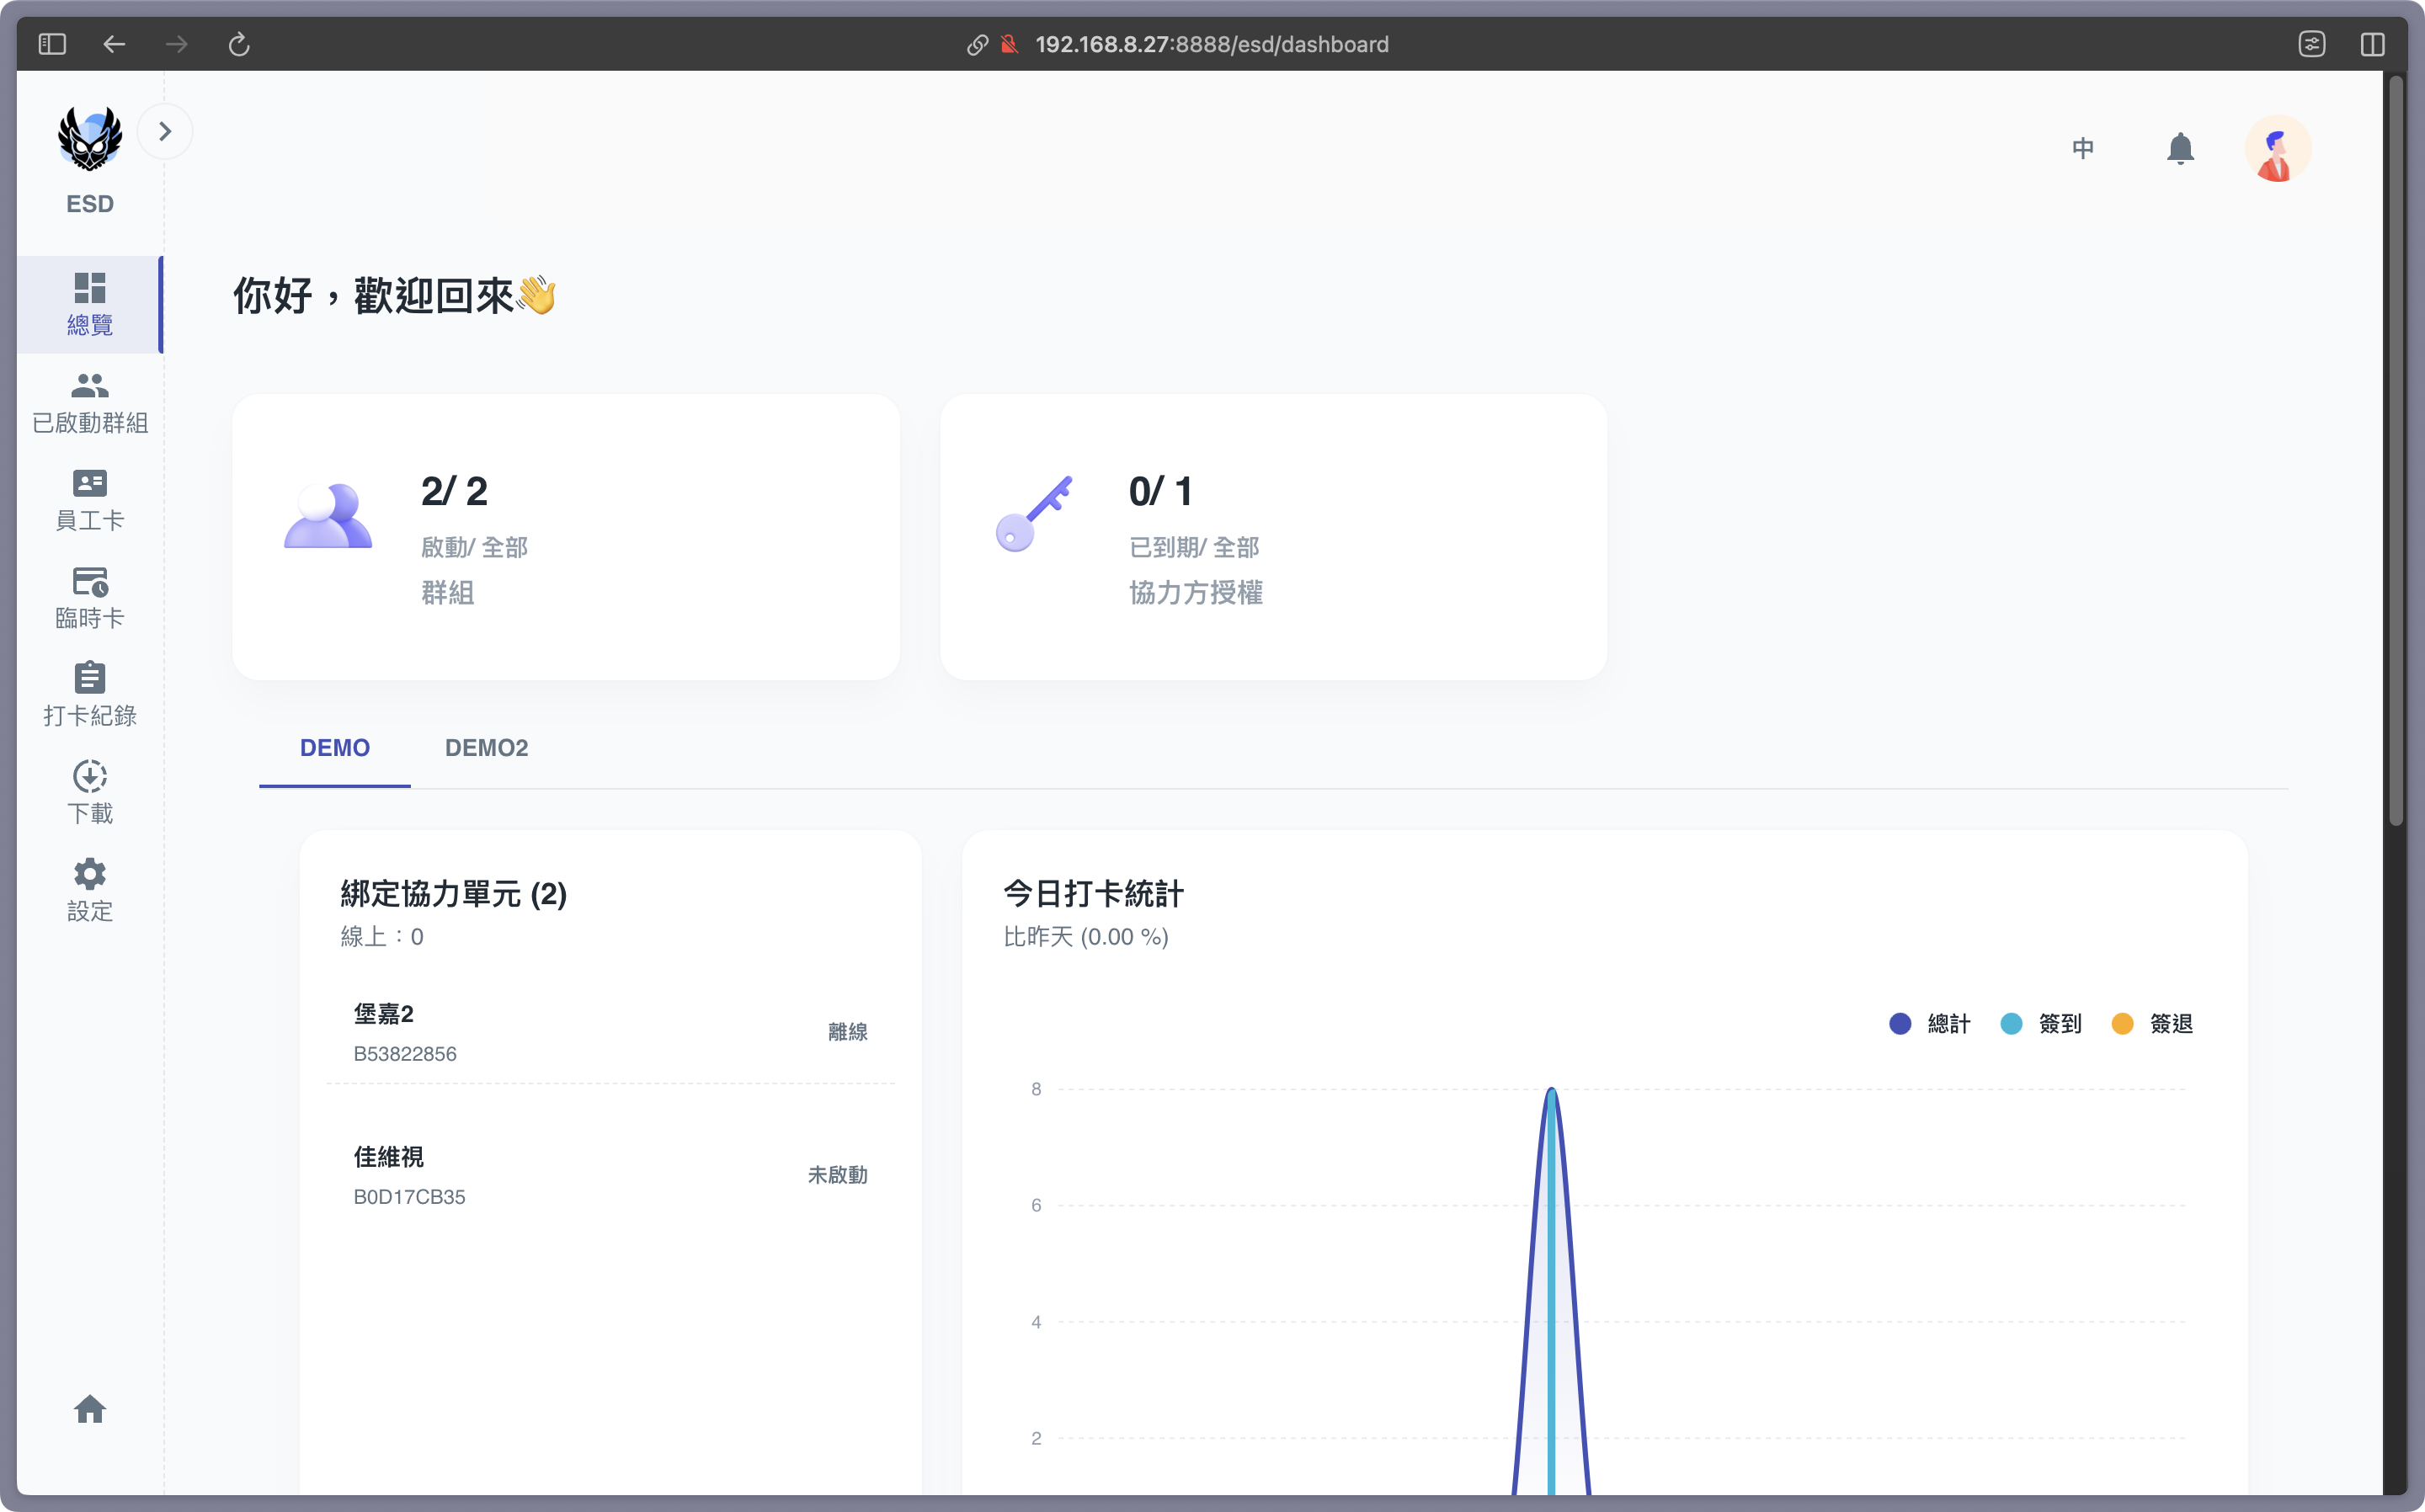 192.168.8.27:8888/esd/dashboard
ESD
中
總覽
已啟動群組
員工卡
臨時卡
打卡紀錄
下載
設定
你好，歡迎回來👋
2/ 2
啟動/ 全部
群組
0/ 1
已到期/ 全部
協力方授權
DEMO
DEMO2
綁定協力單元 (2)
線上：0
堡嘉2
B53822856
離線
佳維視
B0D17CB35
未啟動
今日打卡統計
比昨天 (0.00 %)
總計
簽到
簽退
8
6
4
2